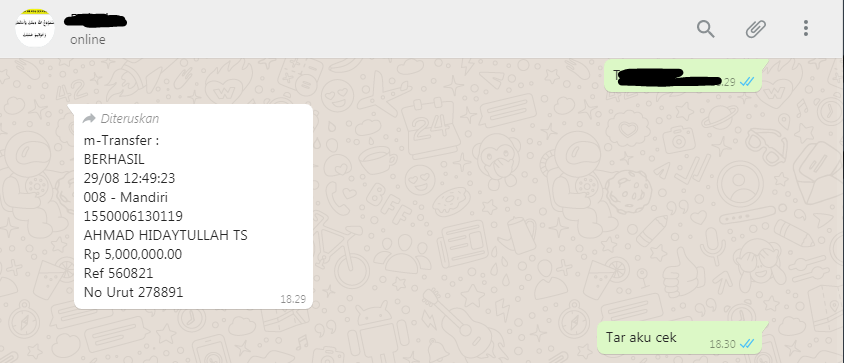 online
18.29
Diteruskan
m-Transfer :
BERHASIL
29/08 12:49:23
008 - Mandiri
1550006130119
AHMAD HIDAYTULLAH TS
Rp 5,000,000.00
Ref 560821
No Urut 278891
18.29
Tar aku cek
18.30